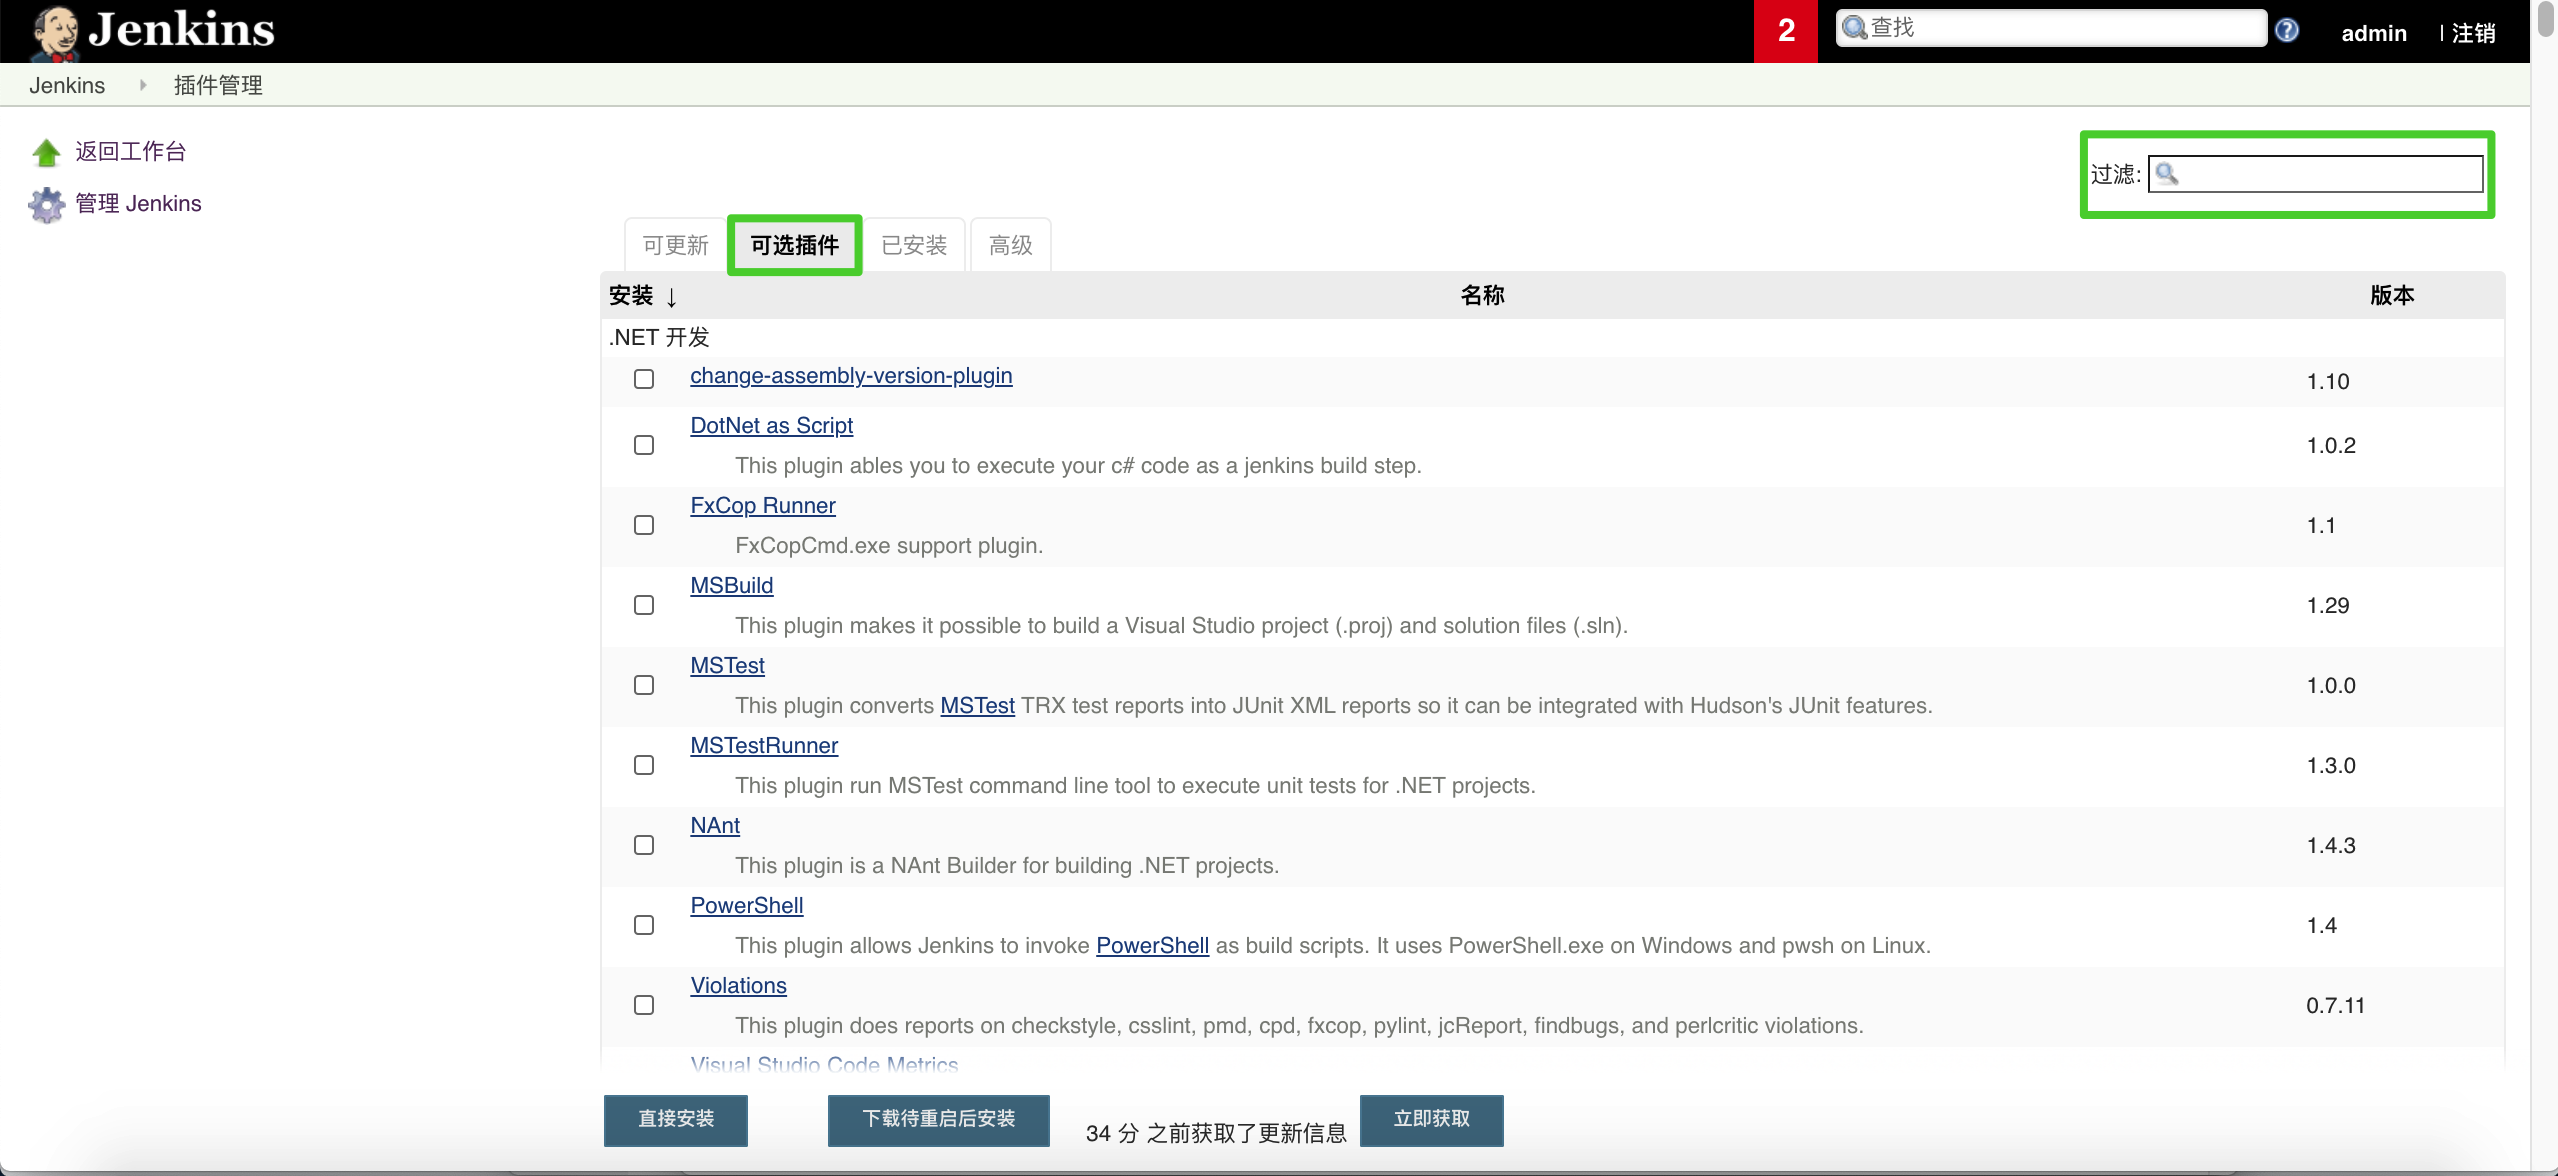 Jenkins
2
查找
admin
| 注销
Jenkins
插件管理
返回工作台
管理 Jenkins
过滤:
可更新
可选插件
已安装
高级
安装 ↓
名称
版本
.NET 开发
change-assembly-version-plugin
1.10
DotNet as Script
This plugin ables you to execute your c# code as a jenkins build step.
1.0.2
FxCop Runner
FxCopCmd.exe support plugin.
1.1
MSBuild
This plugin makes it possible to build a Visual Studio project (.proj) and solution files (.sln).
1.29
MSTest
This plugin converts MSTest TRX test reports into JUnit XML reports so it can be integrated with Hudson's JUnit features.
1.0.0
MSTestRunner
This plugin run MSTest command line tool to execute unit tests for .NET projects.
1.3.0
NAnt
This plugin is a NAnt Builder for building .NET projects.
1.4.3
PowerShell
This plugin allows Jenkins to invoke PowerShell as build scripts. It uses PowerShell.exe on Windows and pwsh on Linux.
1.4
Violations
This plugin does reports on checkstyle, csslint, pmd, cpd, fxcop, pylint, jcReport, findbugs, and perlcritic violations.
0.7.11
Visual Studio Code Metrics
直接安装
下载待重启后安装
34 分 之前获取了更新信息
立即获取